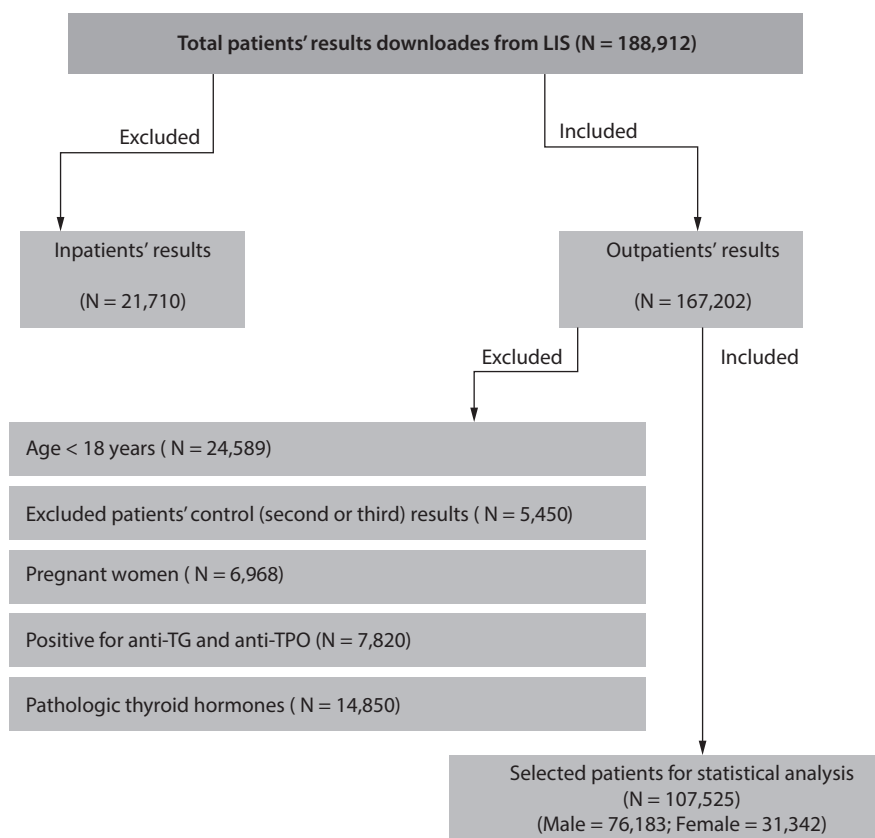 Total patients’ results downloades from LIS (N = 188,912)
Excluded
Included
Inpatients’ results
(N = 21,710)
Outpatients’ results
(N = 167,202)
Excluded
Included
Age < 18 years ( N = 24,589)
Excluded patients’ control (second or third) results ( N = 5,450)
Pregnant women ( N = 6,968)
Positive for anti-TG and anti-TPO (N = 7,820)
Pathologic thyroid hormones ( N = 14,850)
Selected patients for statistical analysis
(N = 107,525)
(Male = 76,183; Female = 31,342)